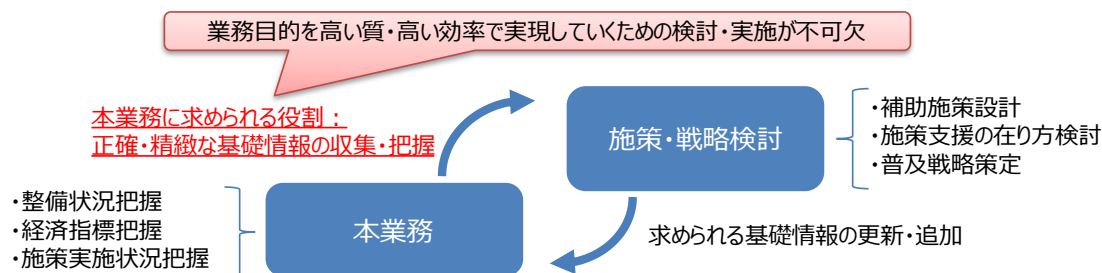 業務目的を高い質・高い効率で実現していくための検討・実施が不可欠
本業務に求められる役割：
正確・精緻な基礎情報の収集・把握
施策・戦略検討
・補助施策設計
・施策支援の在り方検討
・普及戦略策定
・整備状況把握
・経済指標把握
・施策実施状況把握
本業務
求められる基礎情報の更新・追加